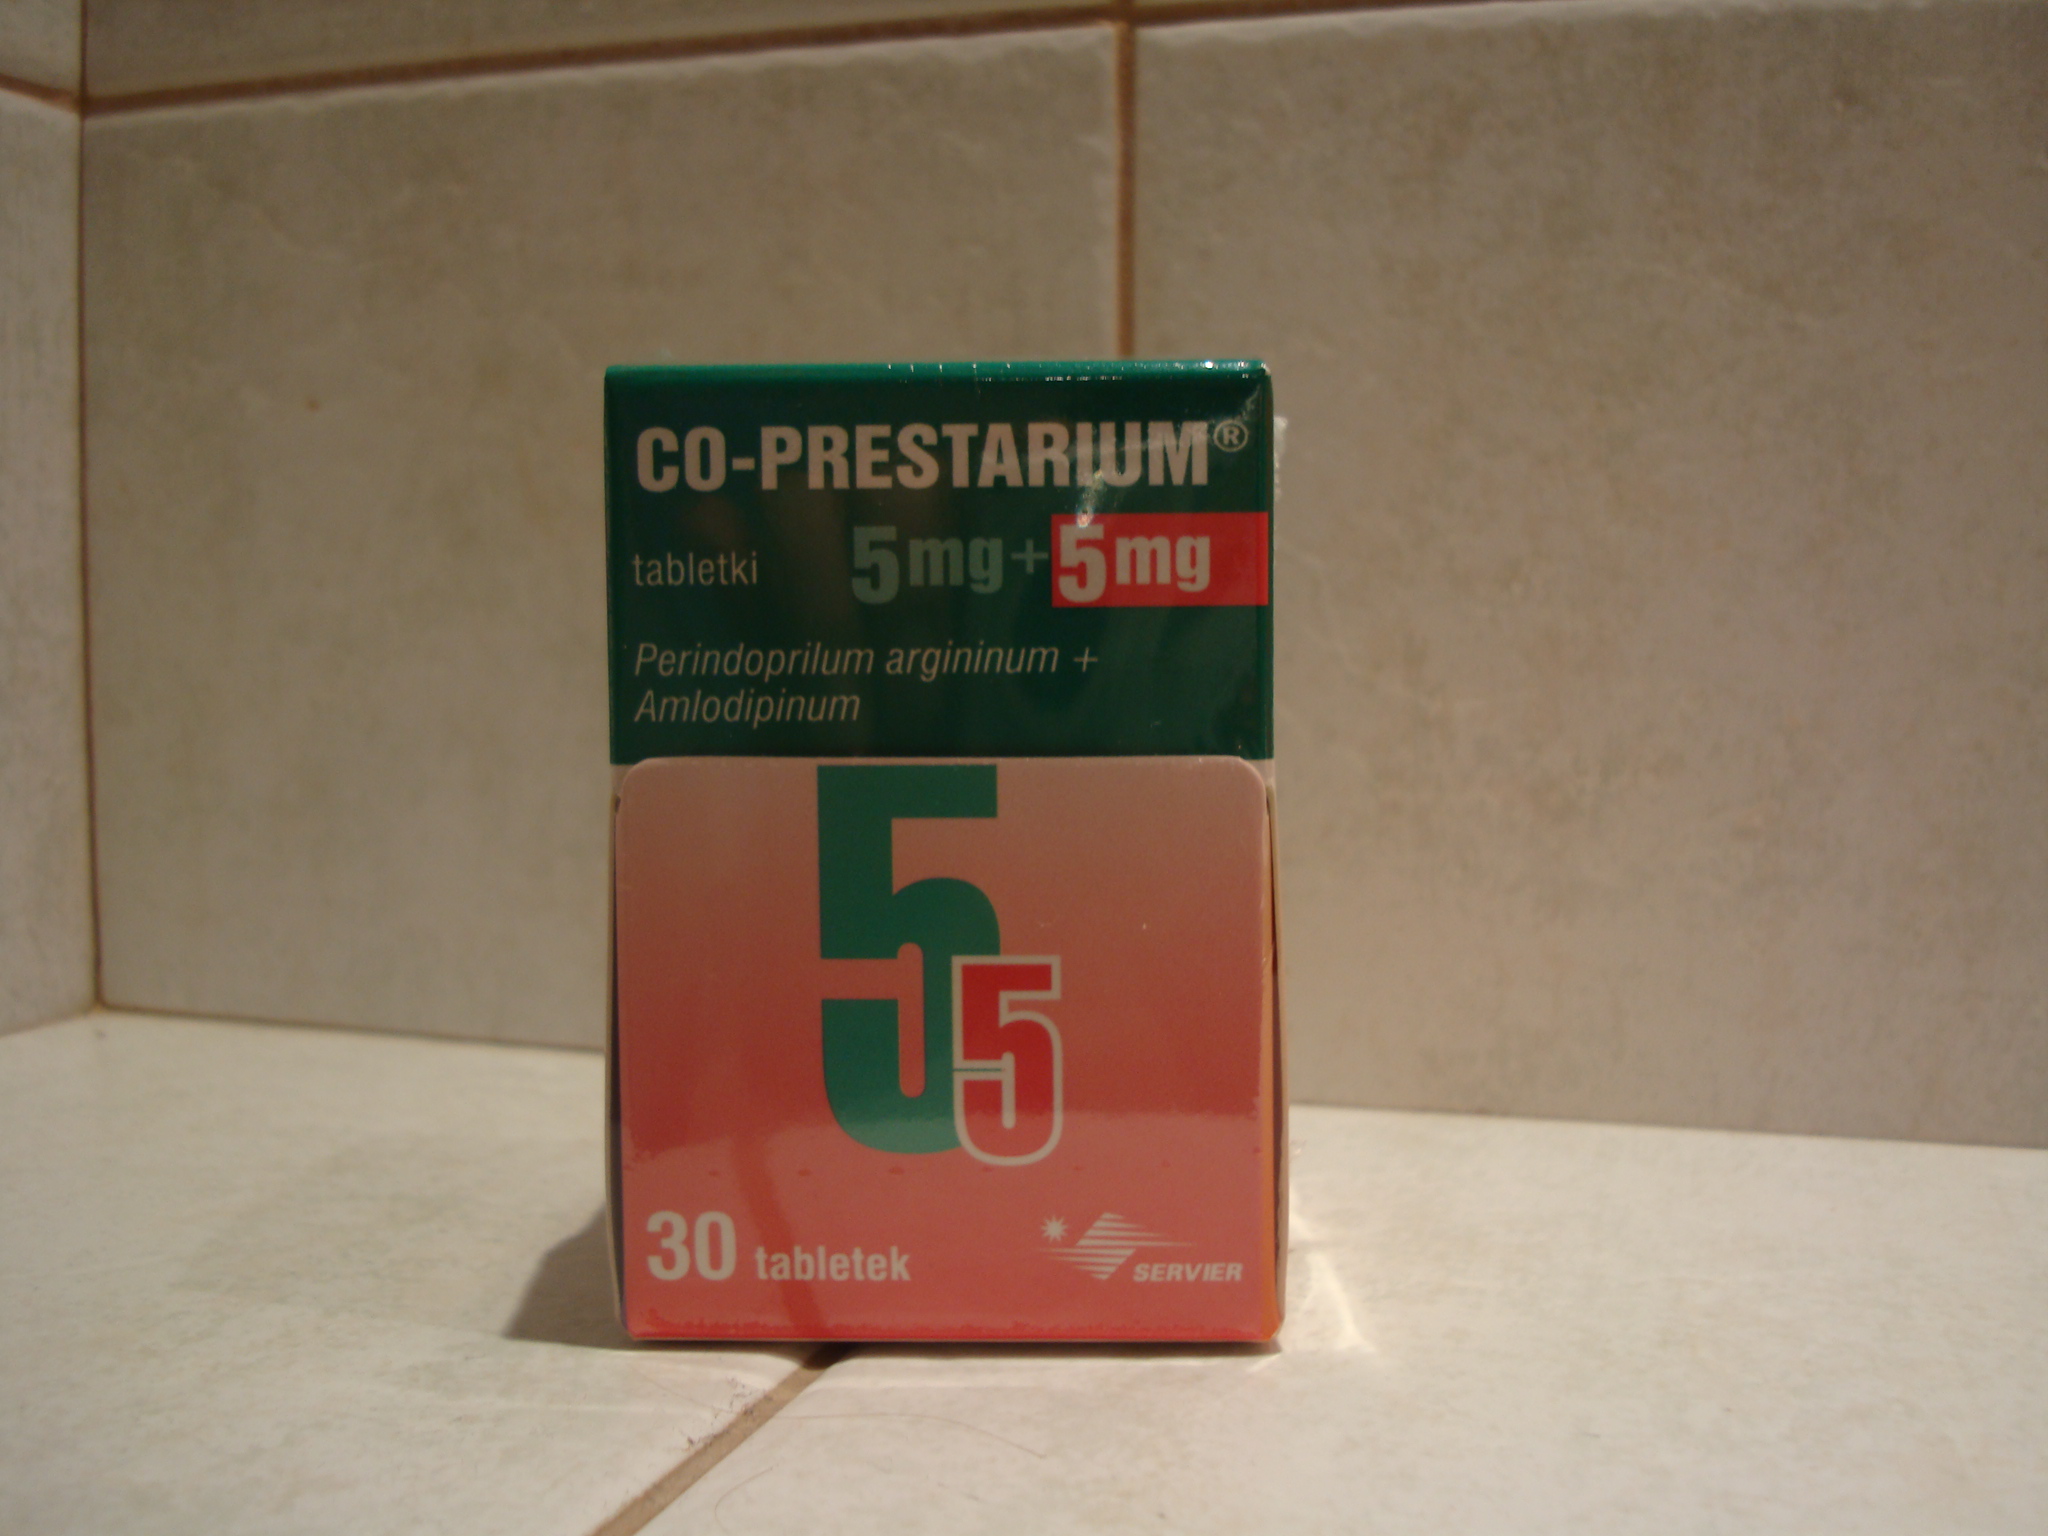 CO-PRESTARIUM®
tabletki 5mg+5mg
Perindoprilum argininum +
Amlodipinum
5
5
30 tabletek
SERVIER